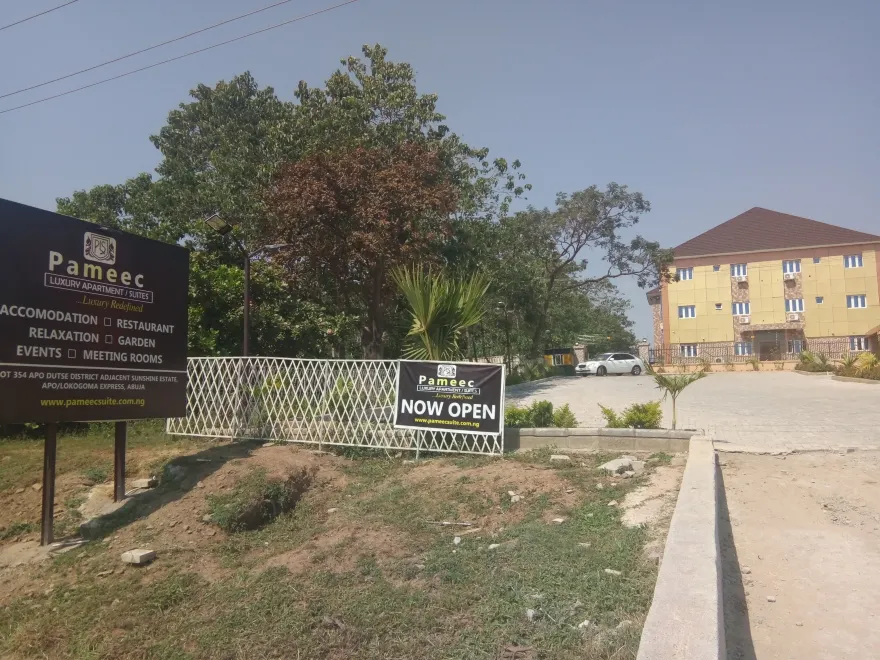 PS
Pameec
LUXURY APARTMENT / SUITES
...Luxury Redefined
ACCOMODATION □ RESTAURANT
RELAXATION □ GARDEN
EVENTS □ MEETING ROOMS
OT 354 APO DUTSE DISTRICT ADJACENT SUNSHINE ESTATE,
APO/LOKOGOMA EXPRESS, ABUJA
www.pameecsuite.com.ng
Pameec
LUXURY APARTMENT / SUITES
...Luxury Redefined
NOW OPEN
www.pameecsuite.com.ng